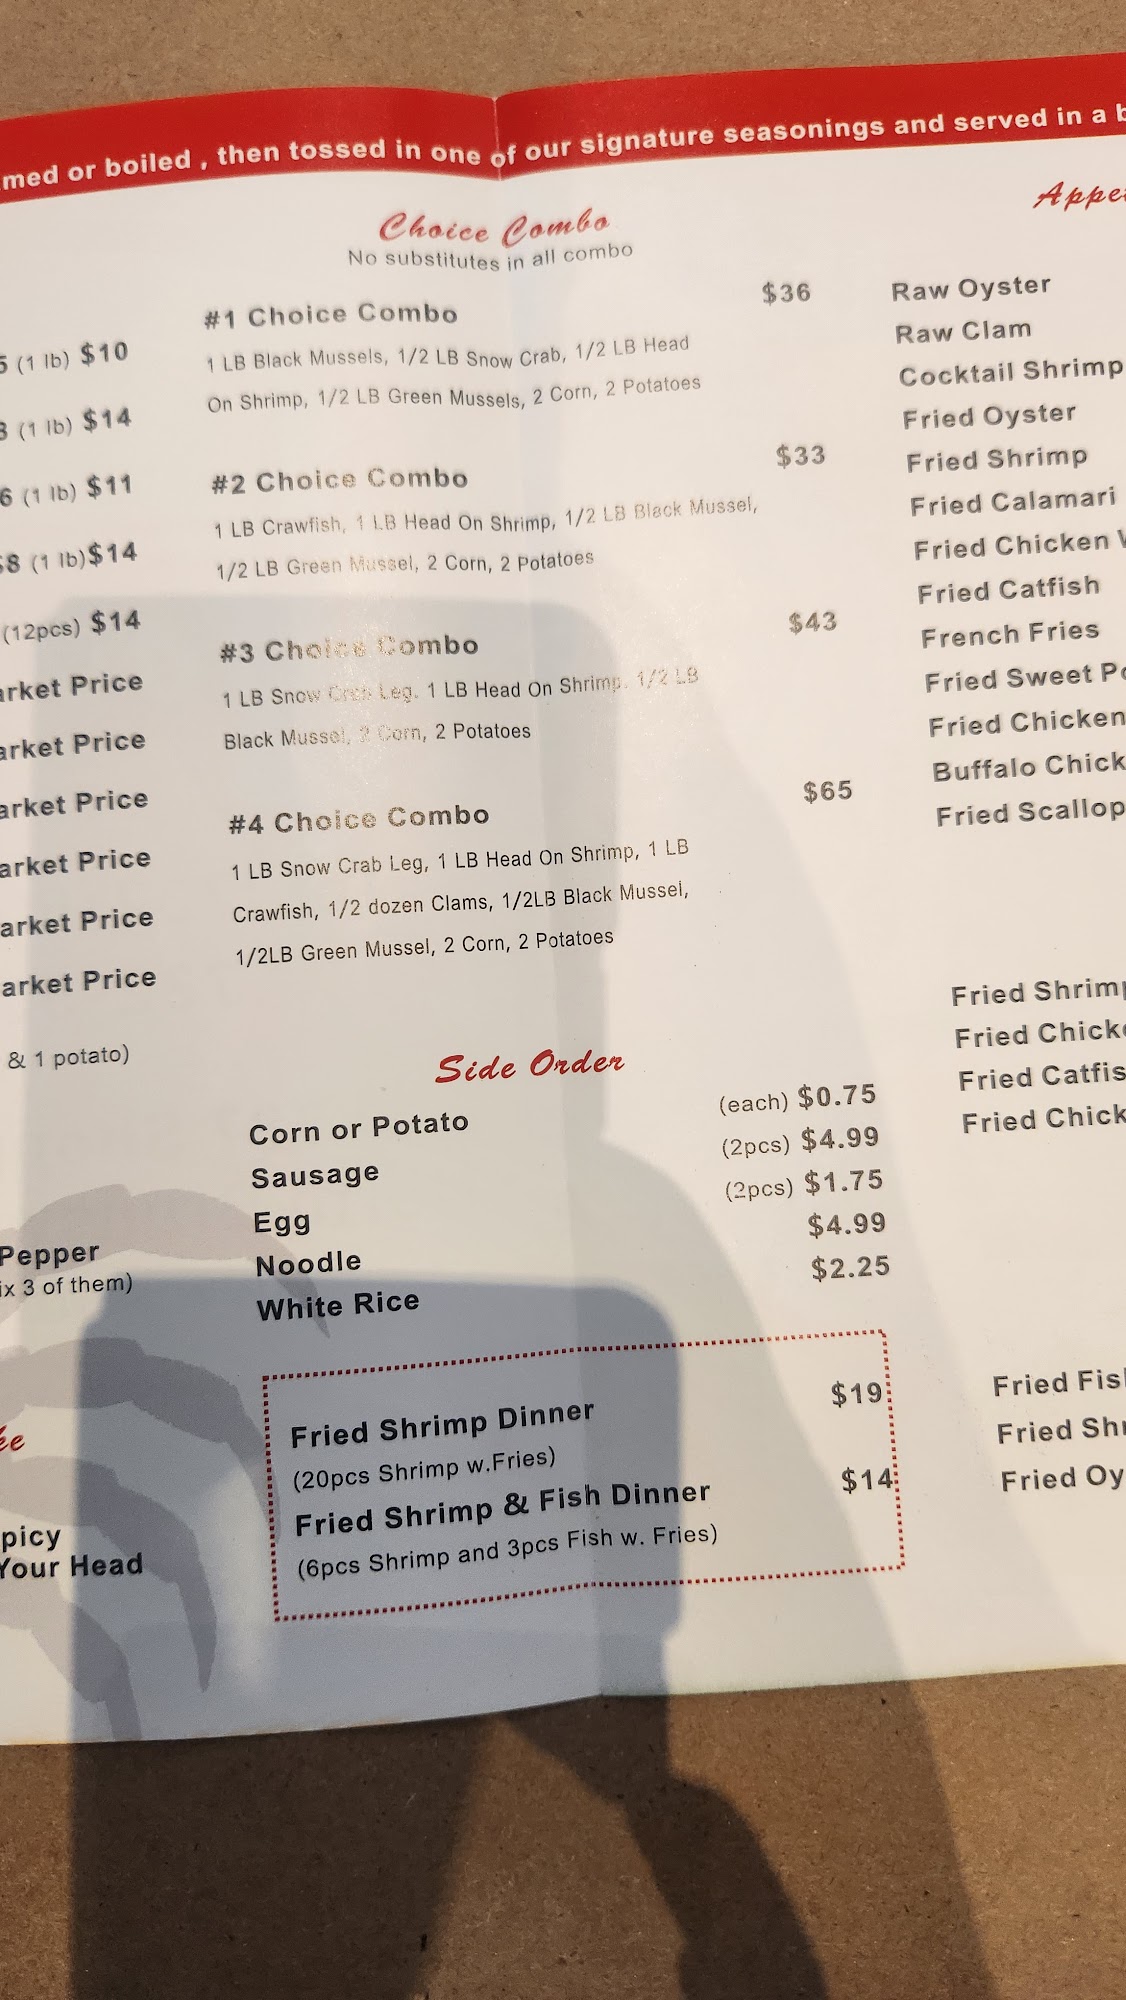 med or boiled , then tossed in one of our signature seasonings and served in a b
(1 lb) $10
(1 lb) $14
6 (1 lb) $11
$8 (1 lb)$14
(12pcs) $14
arket Price
arket Price
arket Price
arket Price
arket Price
arket Price
& 1 potato)
Pepper
ix 3 of them)
picy
Your Head
Choice Combo
No substitutes in all combo
#1 Choice Combo $36
1 LB Black Mussels, 1/2 LB Snow Crab, 1/2 LB Head
On Shrimp, 1/2 LB Green Mussels, 2 Corn, 2 Potatoes
#2 Choice Combo $33
1 LB Crawfish, 1 LB Head On Shrimp, 1/2 LB Black Mussel,
1/2 LB Green Mussel, 2 Corn, 2 Potatoes
#3 Choice Combo $43
1 LB Snow Crab Leg, 1 LB Head On Shrimp, 1/2 LB
Black Mussel, 2 Corn, 2 Potatoes
#4 Choice Combo $65
1 LB Snow Crab Leg, 1 LB Head On Shrimp, 1 LB
Crawfish, 1/2 dozen Clams, 1/2LB Black Mussel,
1/2LB Green Mussel, 2 Corn, 2 Potatoes
Side Order
Corn or Potato (each) $0.75
Sausage (2pcs) $4.99
Egg (2pcs) $1.75
Noodle $4.99
White Rice $2.25
Fried Shrimp Dinner $19
(20pcs Shrimp w.Fries)
Fried Shrimp & Fish Dinner $14
(6pcs Shrimp and 3pcs Fish w. Fries)
Appe
Raw Oyster
Raw Clam
Cocktail Shrimp
Fried Oyster
Fried Shrimp
Fried Calamari
Fried Chicken W
Fried Catfish
French Fries
Fried Sweet Po
Fried Chicken
Buffalo Chick
Fried Scallop
Fried Shrimp
Fried Chick
Fried Catfis
Fried Chick
Fried Fis
Fried Shr
Fried Oy